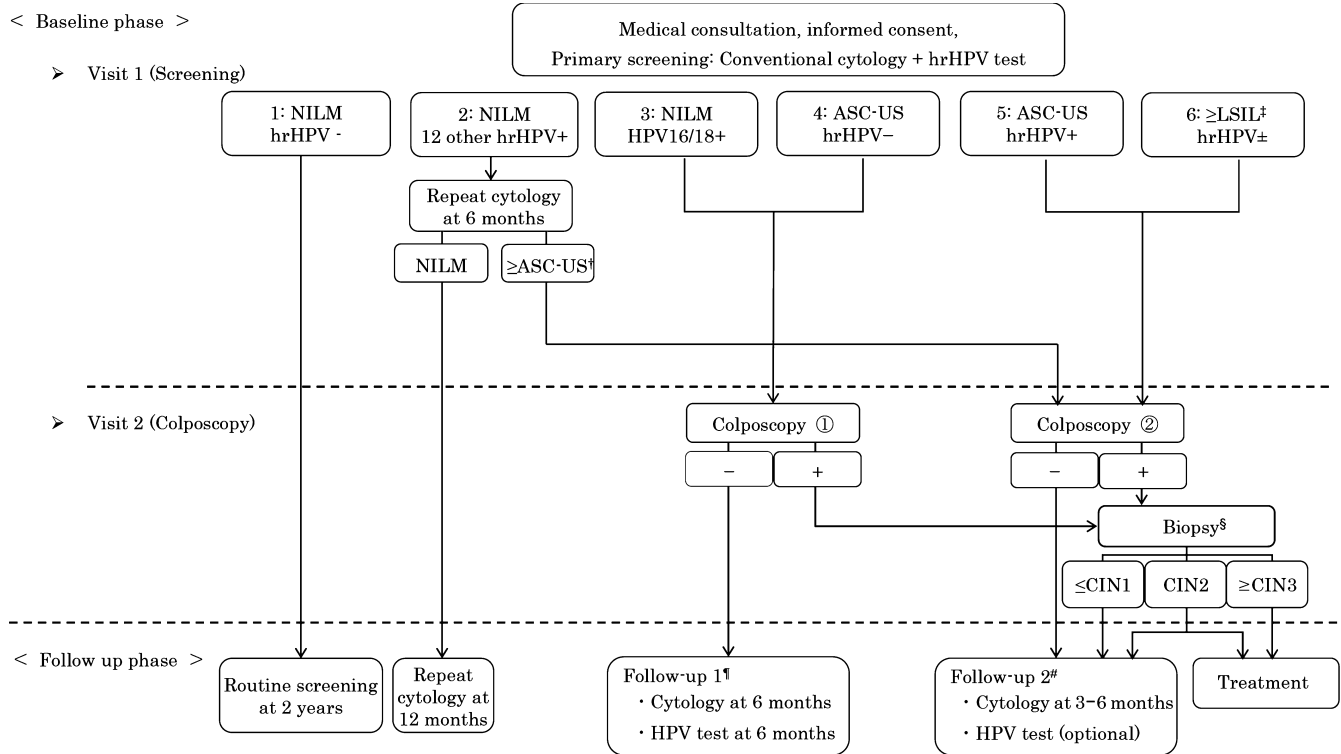 < Baseline phase >
Medical consultation, informed consent,
Primary screening: Conventional cytology + hrHPV test
➤ Visit 1 (Screening)
1: NILM
hrHPV -
2: NILM
12 other hrHPV+
3: NILM
HPV16/18+
4: ASC-US
hrHPV−
5: ASC-US
hrHPV+
6: ≥LSIL‡
hrHPV±
Repeat cytology
at 6 months
NILM
≥ASC-US†
➤ Visit 2 (Colposcopy)
Colposcopy ①
−
+
Colposcopy ②
−
+
Biopsy§
≤CIN1
CIN2
≥CIN3
< Follow up phase >
Routine screening
at 2 years
Repeat
cytology at
12 months
Follow-up 1¶
・Cytology at 6 months
・HPV test at 6 months
Follow-up 2#
・Cytology at 3−6 months
・HPV test (optional)
Treatment